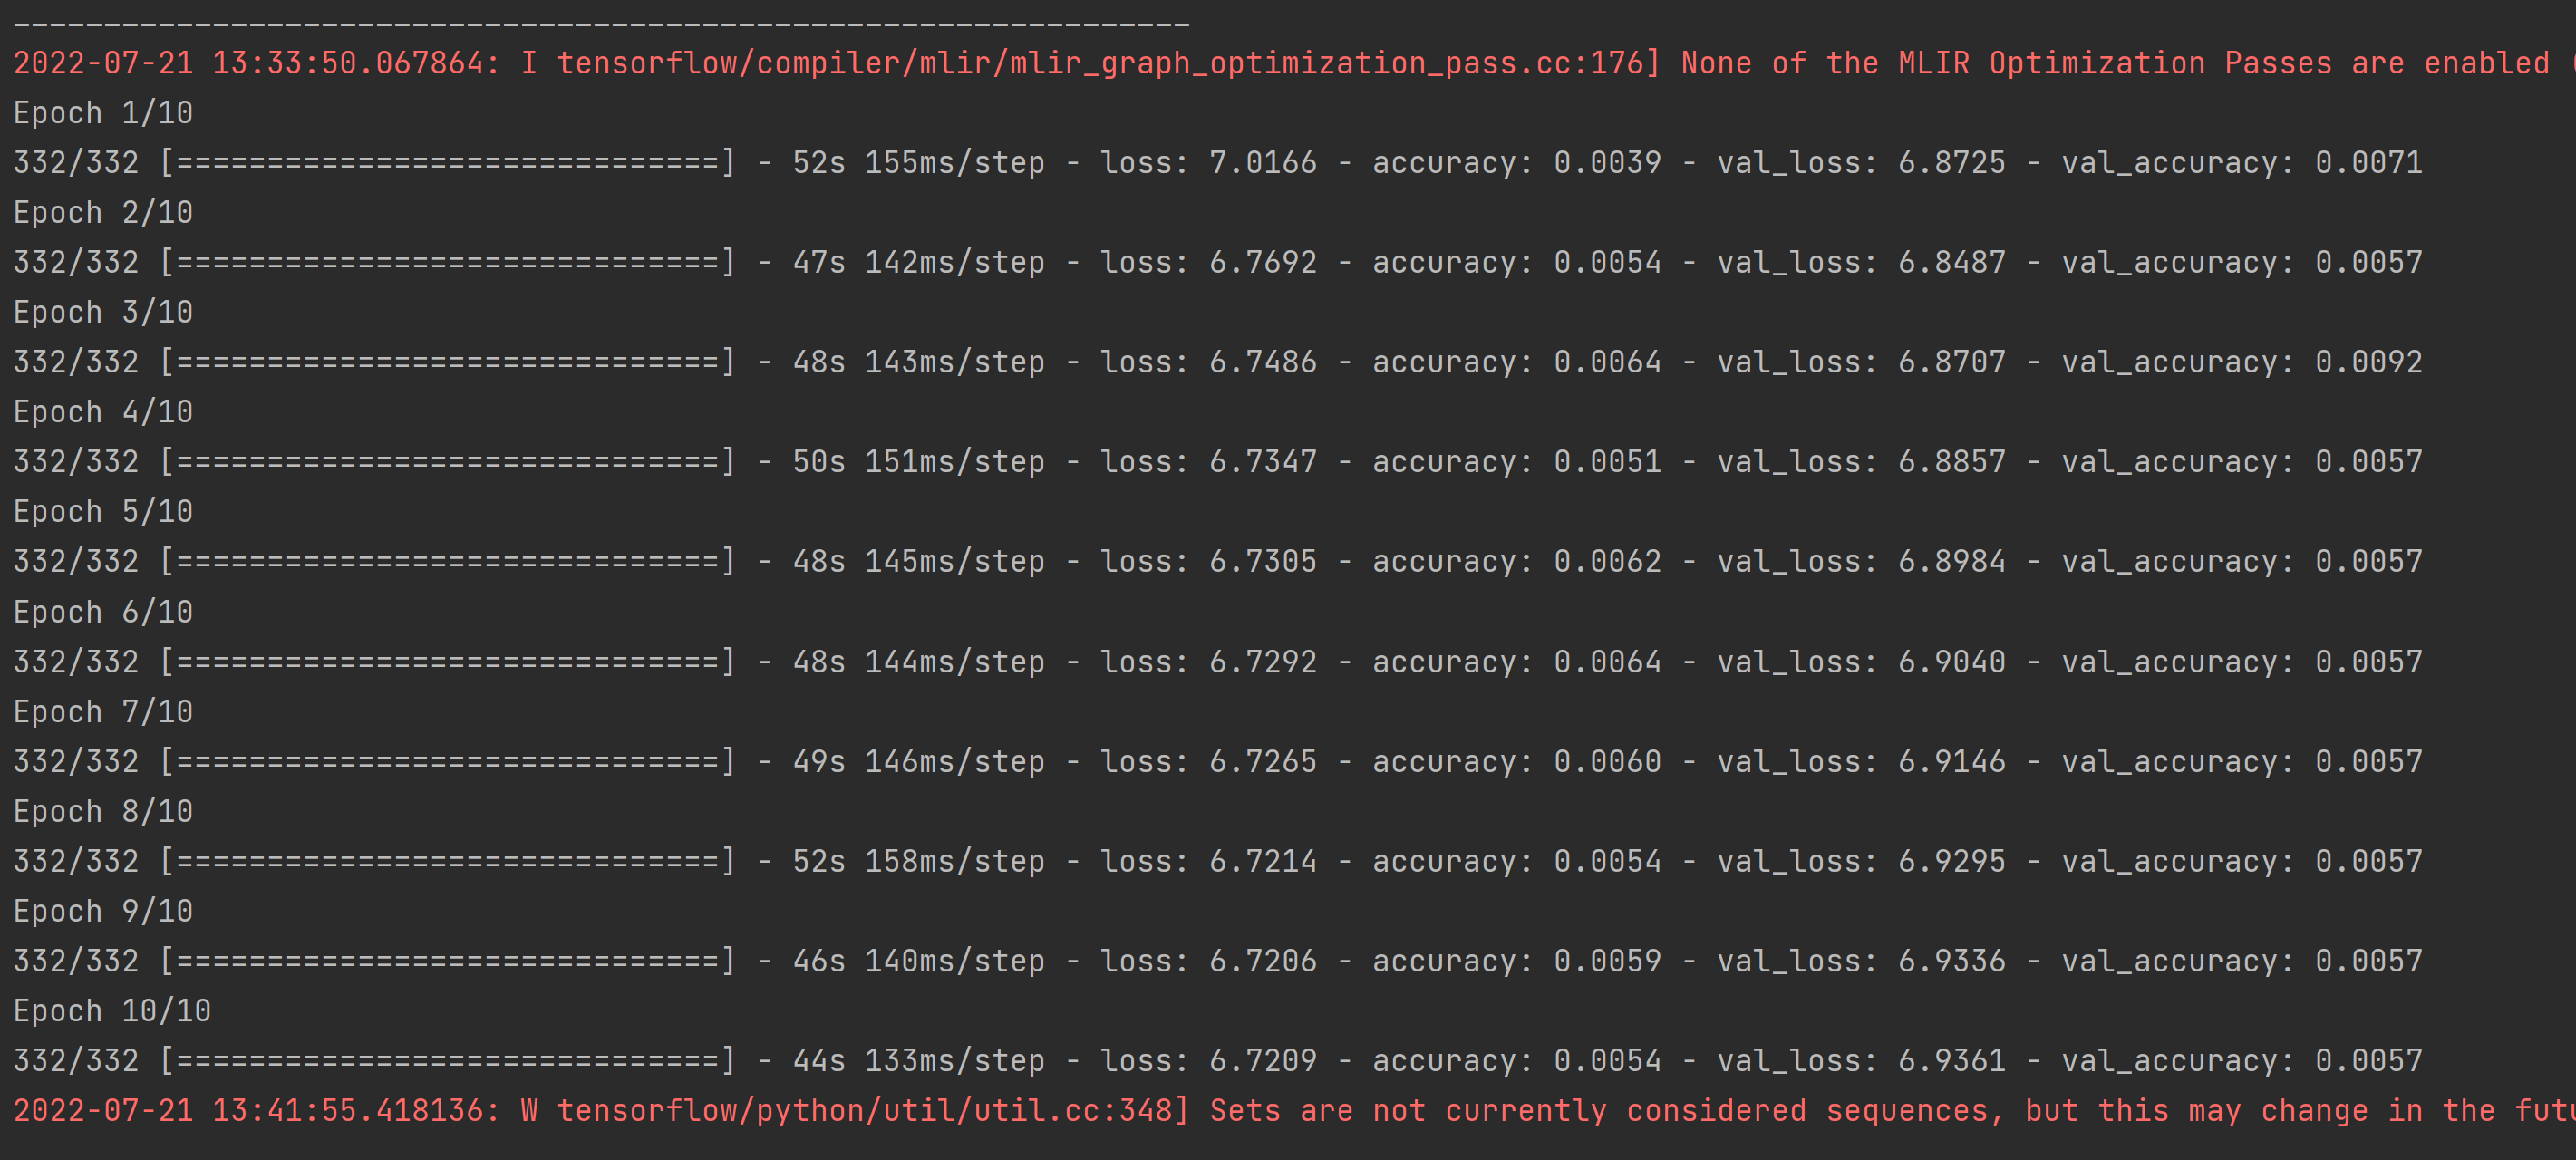 _________________________________________________________________
2022-07-21 13:33:50.067864: I tensorflow/compiler/mlir/mlir_graph_optimization_pass.cc:176] None of the MLIR Optimization Passes are enabled
Epoch 1/10
332/332 [==============================] - 52s 155ms/step - loss: 7.0166 - accuracy: 0.0039 - val_loss: 6.8725 - val_accuracy: 0.0071
Epoch 2/10
332/332 [==============================] - 47s 142ms/step - loss: 6.7692 - accuracy: 0.0054 - val_loss: 6.8487 - val_accuracy: 0.0057
Epoch 3/10
332/332 [==============================] - 48s 143ms/step - loss: 6.7486 - accuracy: 0.0064 - val_loss: 6.8707 - val_accuracy: 0.0092
Epoch 4/10
332/332 [==============================] - 50s 151ms/step - loss: 6.7347 - accuracy: 0.0051 - val_loss: 6.8857 - val_accuracy: 0.0057
Epoch 5/10
332/332 [==============================] - 48s 145ms/step - loss: 6.7305 - accuracy: 0.0062 - val_loss: 6.8984 - val_accuracy: 0.0057
Epoch 6/10
332/332 [==============================] - 48s 144ms/step - loss: 6.7292 - accuracy: 0.0064 - val_loss: 6.9040 - val_accuracy: 0.0057
Epoch 7/10
332/332 [==============================] - 49s 146ms/step - loss: 6.7265 - accuracy: 0.0060 - val_loss: 6.9146 - val_accuracy: 0.0057
Epoch 8/10
332/332 [==============================] - 52s 158ms/step - loss: 6.7214 - accuracy: 0.0054 - val_loss: 6.9295 - val_accuracy: 0.0057
Epoch 9/10
332/332 [==============================] - 46s 140ms/step - loss: 6.7206 - accuracy: 0.0059 - val_loss: 6.9336 - val_accuracy: 0.0057
Epoch 10/10
332/332 [==============================] - 44s 133ms/step - loss: 6.7209 - accuracy: 0.0054 - val_loss: 6.9361 - val_accuracy: 0.0057
2022-07-21 13:41:55.418136: W tensorflow/python/util/util.cc:348] Sets are not currently considered sequences, but this may change in the